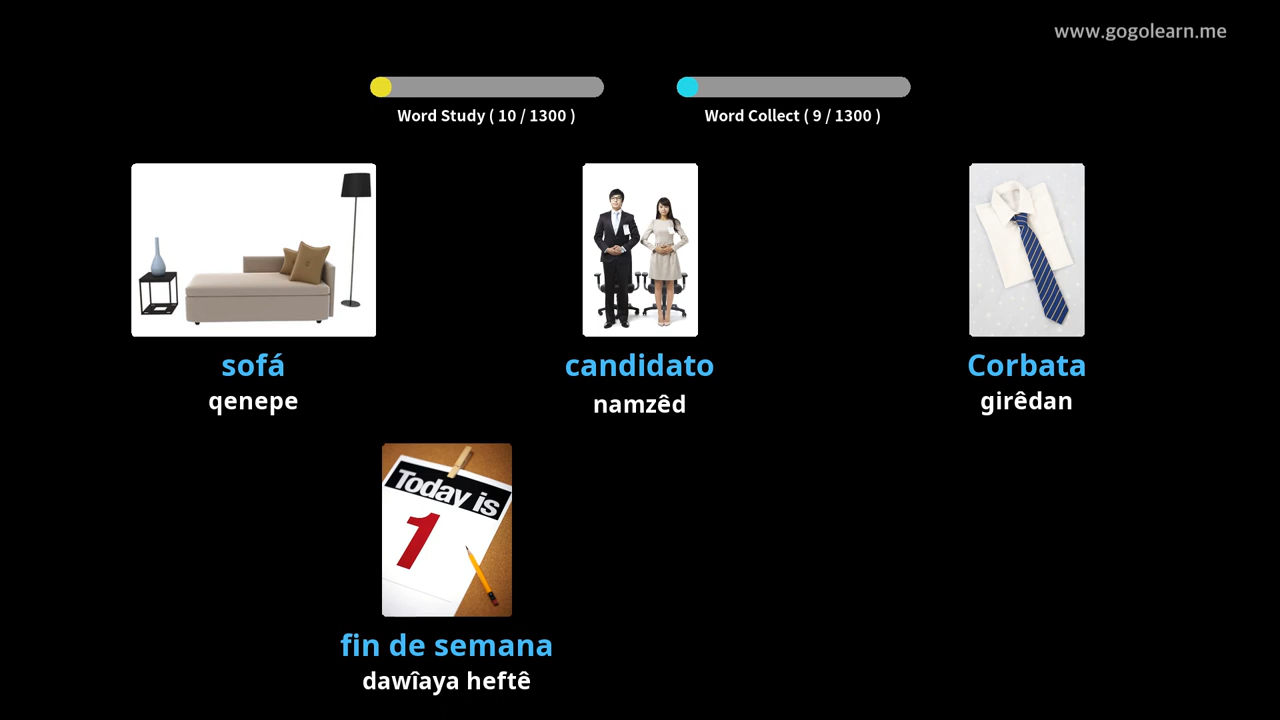 www.gogolearn.me
Word Study ( 10 / 1300 )
Word Collect ( 9 / 1300 )
sofá
qenepe
candidato
namzêd
Corbata
girêdan
Today is
1
fin de semana
dawîaya heftê